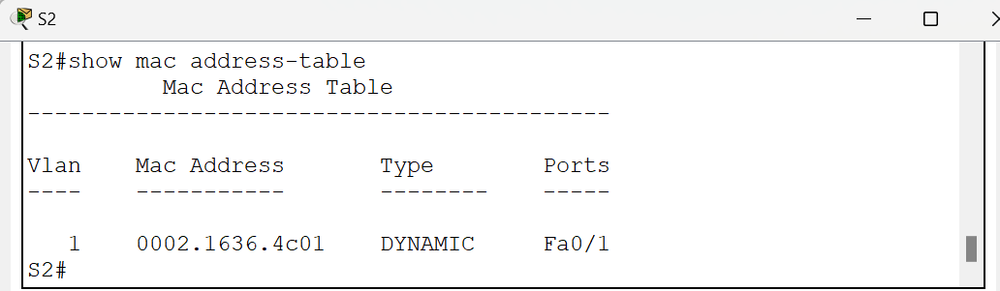 S2
S2#show mac address-table
          Mac Address Table
-------------------------------------------

Vlan    Mac Address       Type        Ports
----    -----------       --------    -----

   1    0002.1636.4c01    DYNAMIC     Fa0/1
S2#